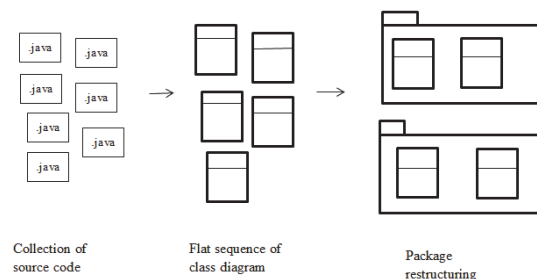 .java
.java
.java
.java
.java
.java
.java
Collection of
source code
Flat sequence of
class diagram
Package
restructuring